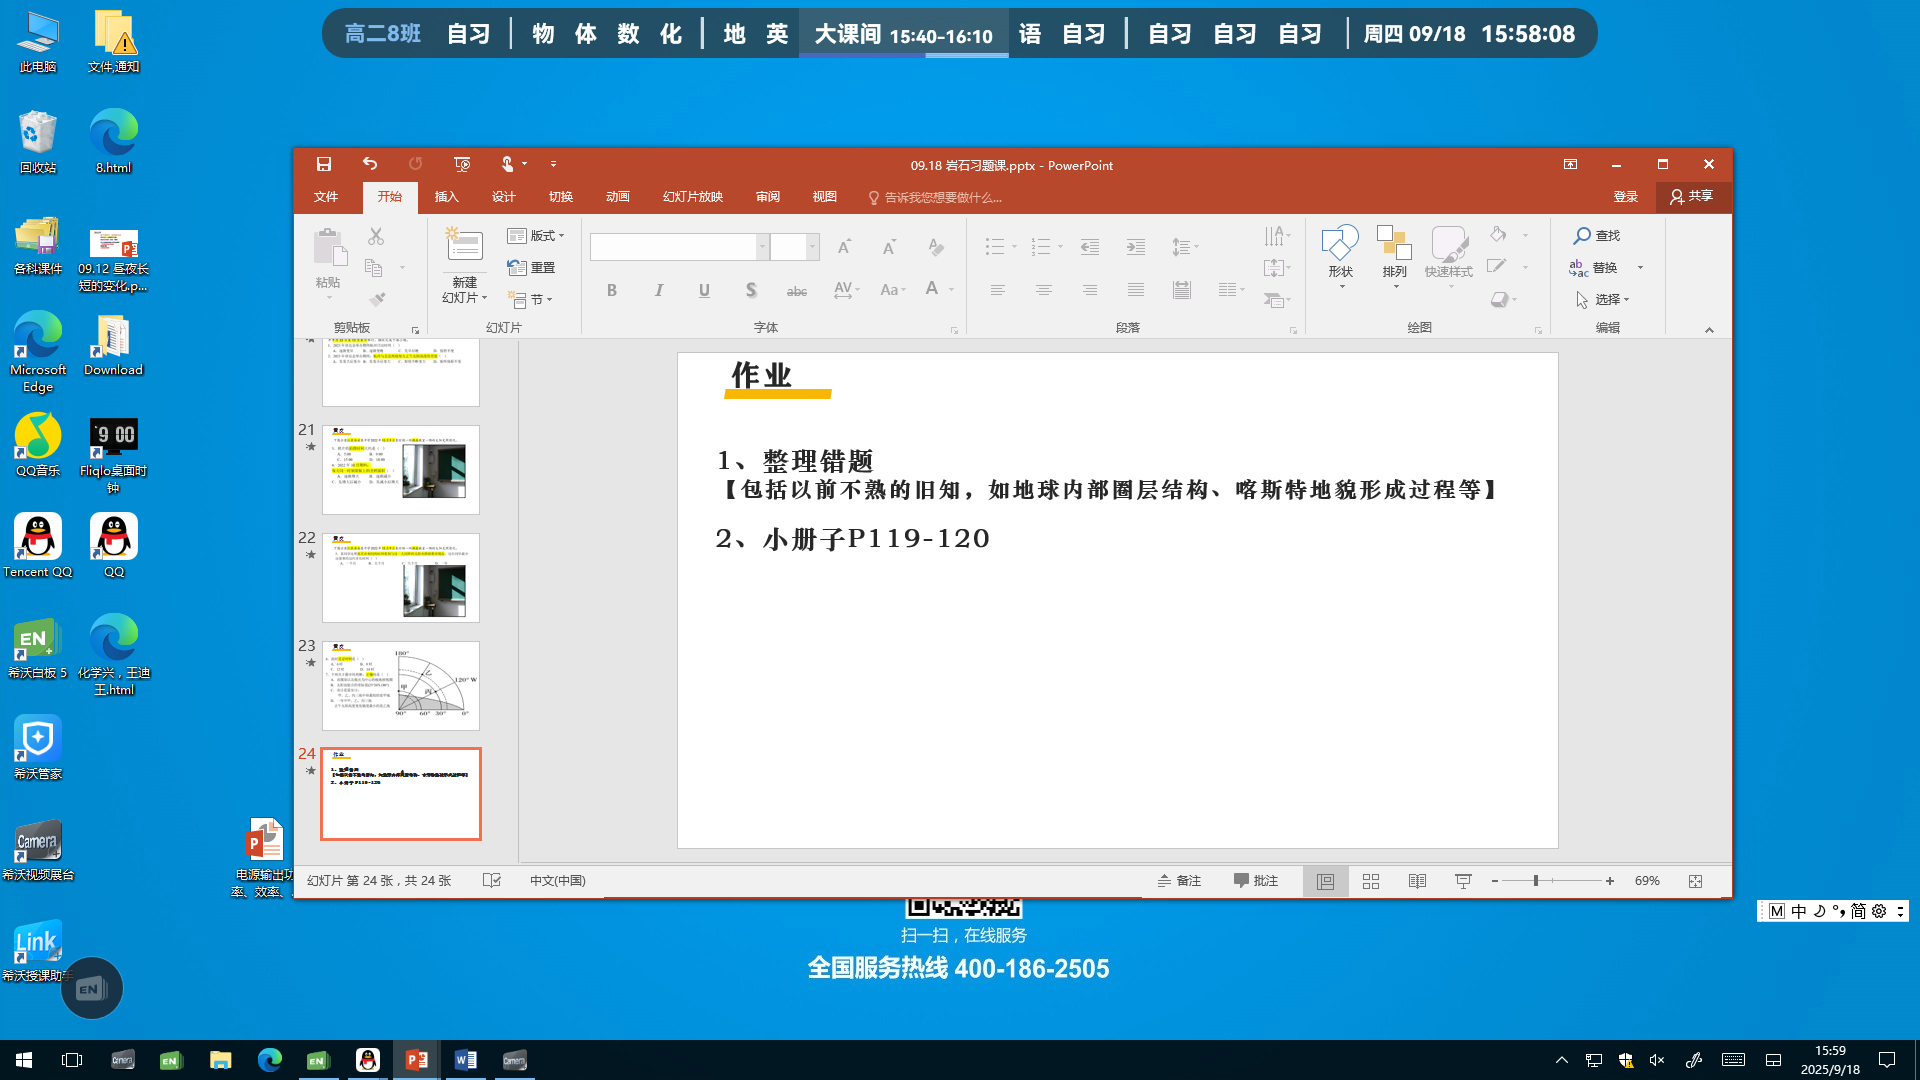 高二8班 自习 | 物 体 数 化 | 地 英 大课间 15:40-16:10 语 自习 | 自习 自习 自习 | 周四 09/18 15:58:08
此电脑
文件,通知
回收站
8.html
各科课件
09.12 昼夜长短的变化.p...
Microsoft Edge
Download
QQ音乐
Fliqlo桌面时钟
9 00
Tencent QQ
QQ
希沃白板 5
化学兴，王迪王.html
希沃管家
Camera
希沃视频展台
电源输出功率、效率、
Link
希沃授课助手
EN
09.18 岩石习题课.pptx - PowerPoint
文件 开始 插入 设计 切换 动画 幻灯片放映 审阅 视图 告诉我您想要做什么... 登录 共享
粘贴
剪贴板
新建
幻灯片
版式
重置
节
幻灯片
B I U S abc AV Aa A
字体
段落
形状
排列
快速样式
绘图
查找
替换
选择
编辑
21
22
23
24
作业
1、整理错题
【包括以前不熟的旧知，如地球内部圈层结构、喀斯特地貌形成过程等】
2、小册子P119-120
幻灯片 第 24 张，共 24 张 中文(中国) 备注 批注 69%
扫一扫，在线服务
全国服务热线 400-186-2505
M 中 简
15:59
2025/9/18